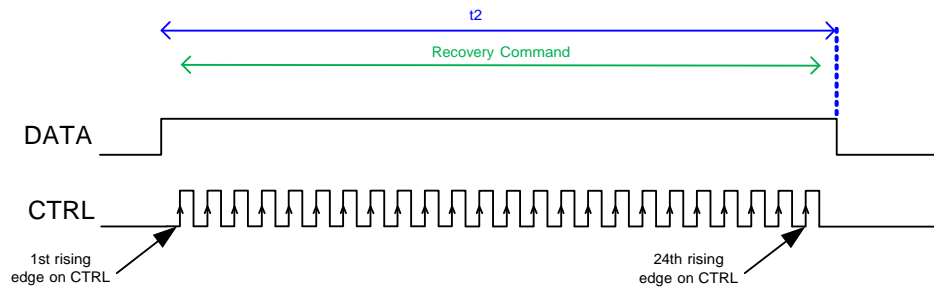 t2
Recovery Command
DATA
CTRL
1st rising
edge on CTRL
24th rising
edge on CTRL